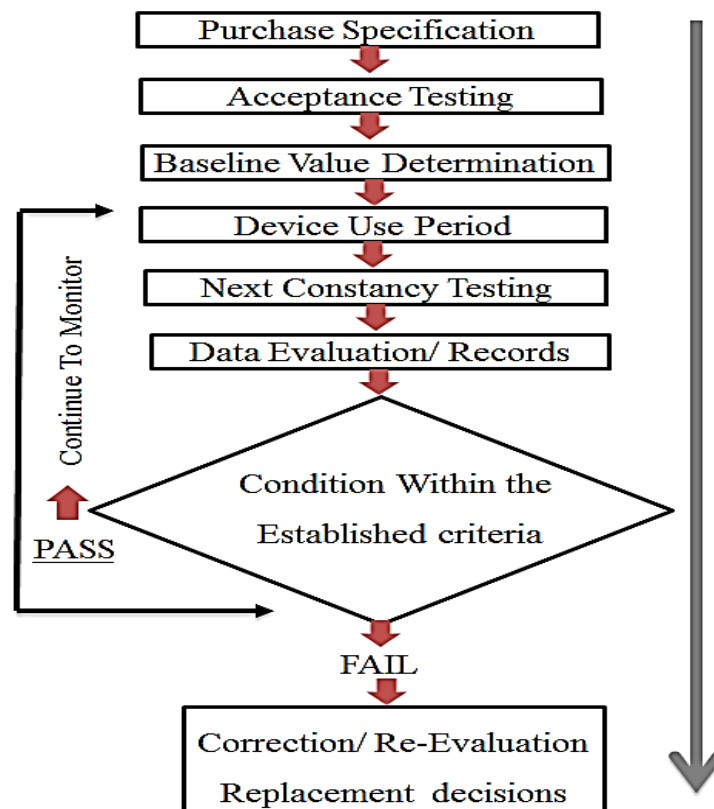 Purchase Specification
Acceptance Testing
Baseline Value Determination
Device Use Period
Next Constancy Testing
Data Evaluation/ Records
Continue To Monitor
PASS
Condition Within the
Established criteria
FAIL
Correction/ Re-Evaluation
Replacement decisions